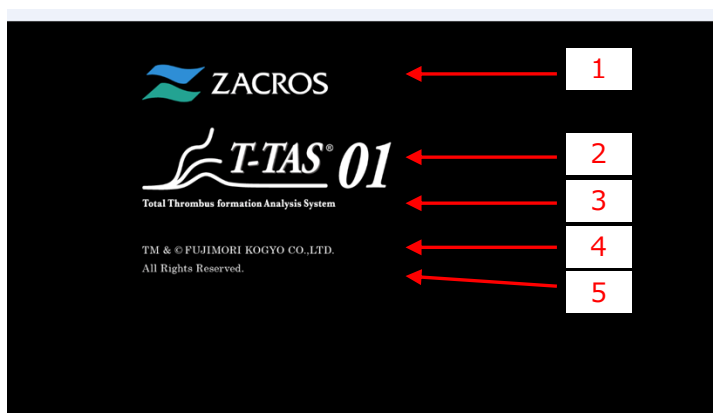 ZACROS 1
T-TAS® 01 2
Total Thrombus formation Analysis System 3
TM & © FUJIMORI KOGYO CO.,LTD. 4
All Rights Reserved. 5